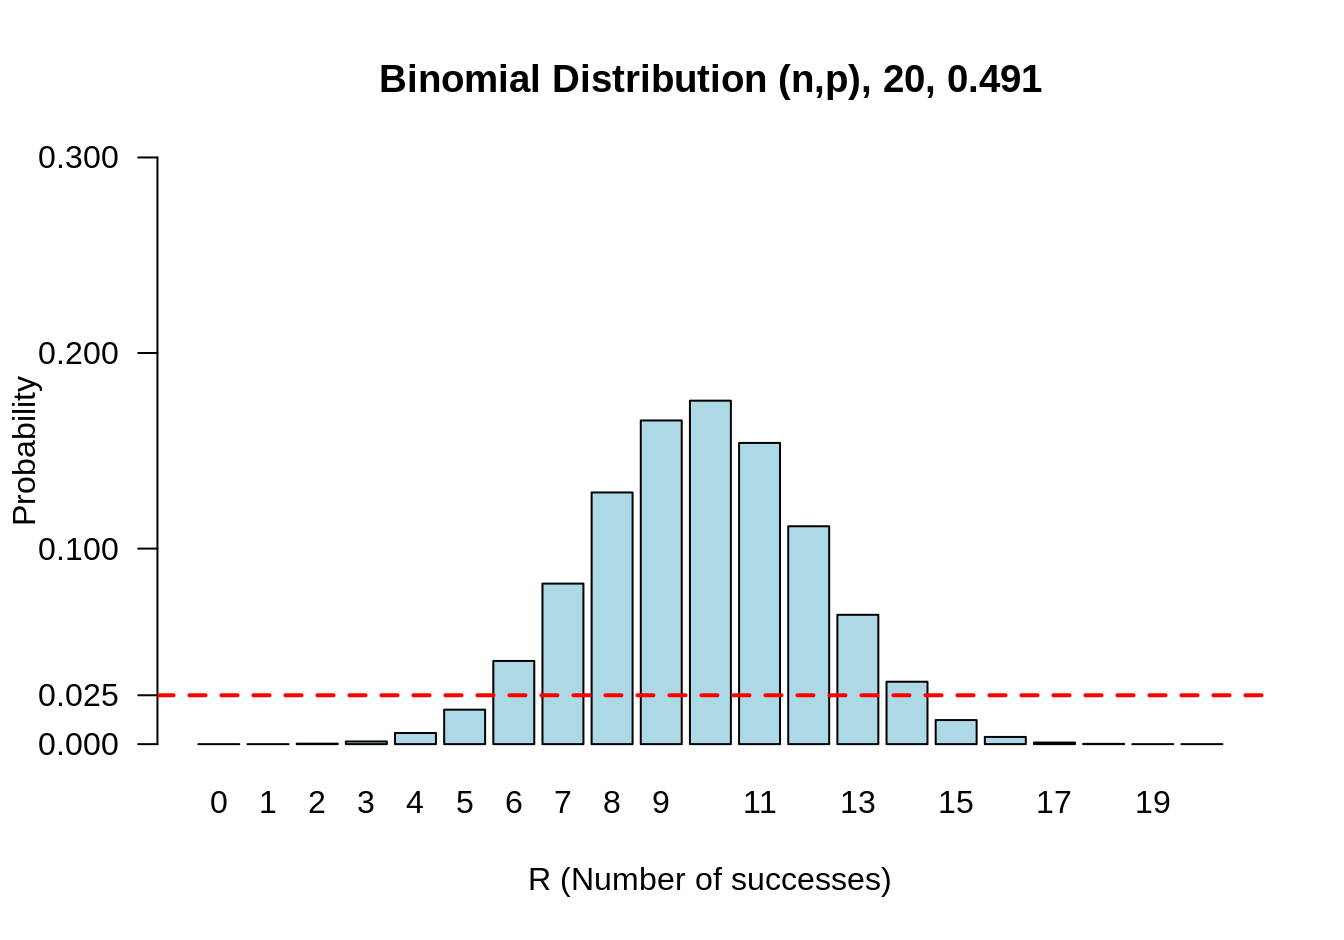 Binomial Distribution (n,p), 20, 0.491
0.300
0.200
0.100
0.025
0.000
Probability
0 1 2 3 4 5 6 7 8 9 11 13 15 17 19
R (Number of successes)